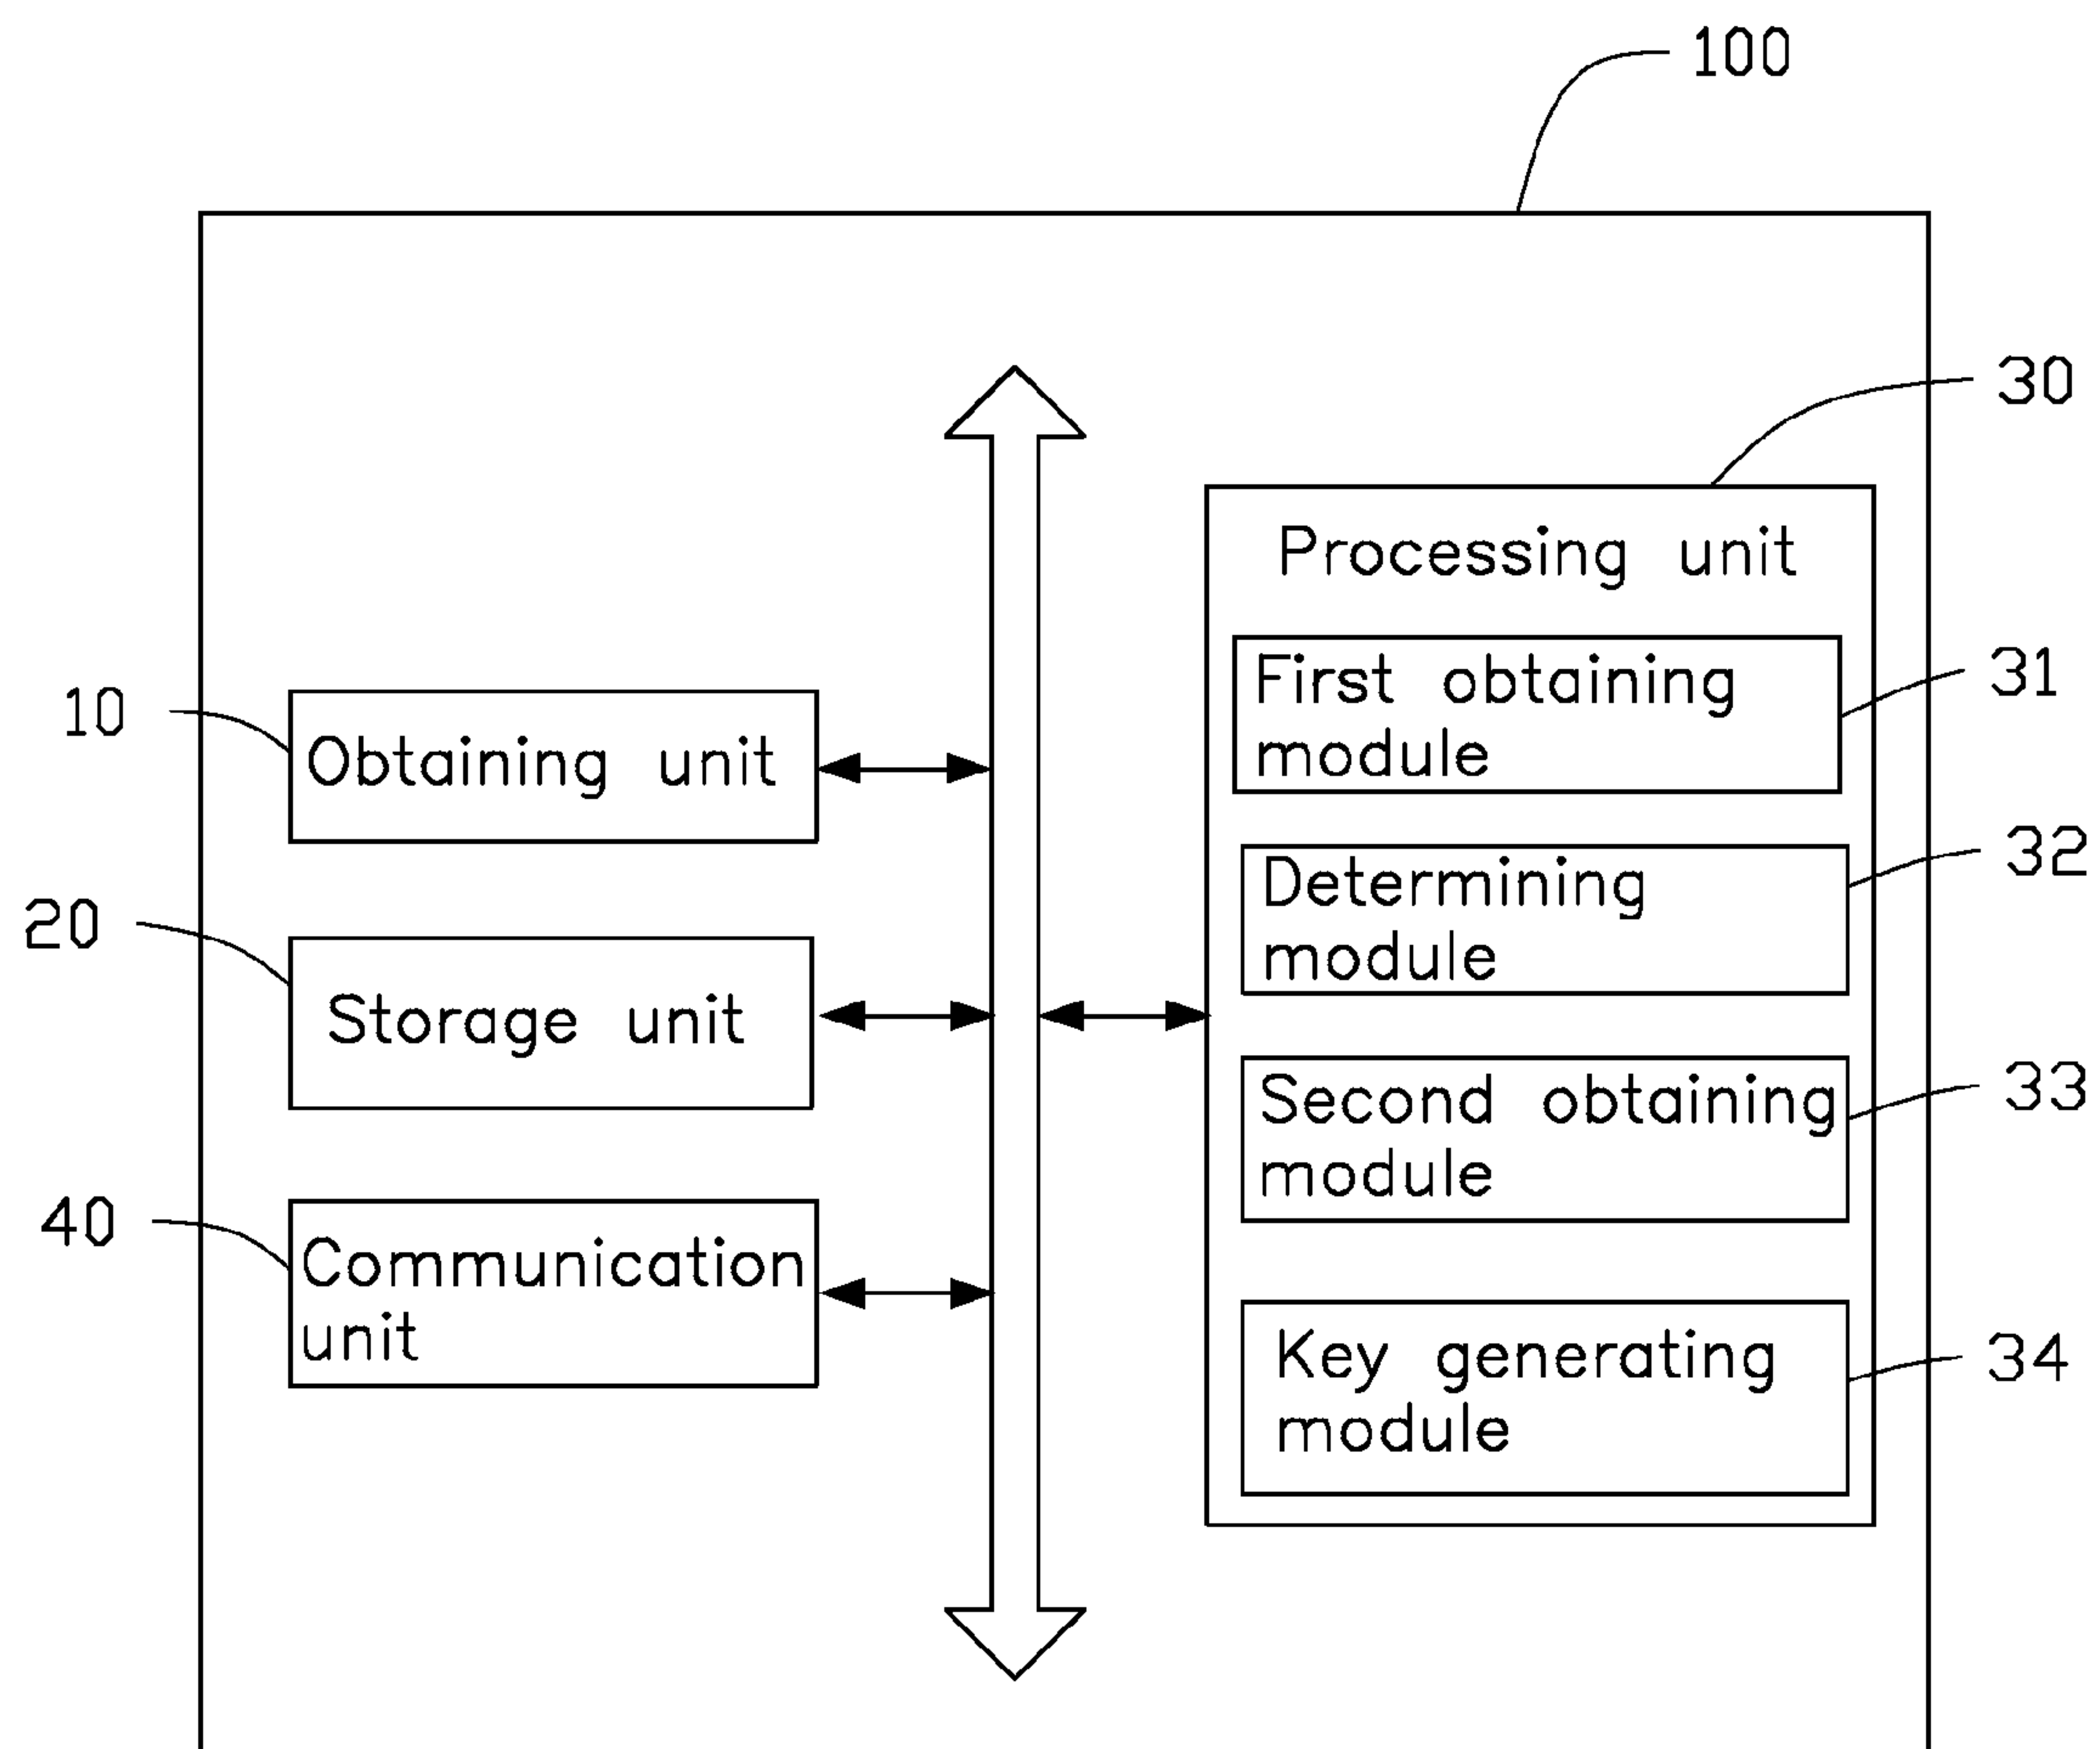 100
30
Processing unit
31
First obtaining
module
10
Obtaining unit
32
Determining
module
20
Storage unit
33
Second obtaining
module
40
Communication
unit
34
Key generating
module